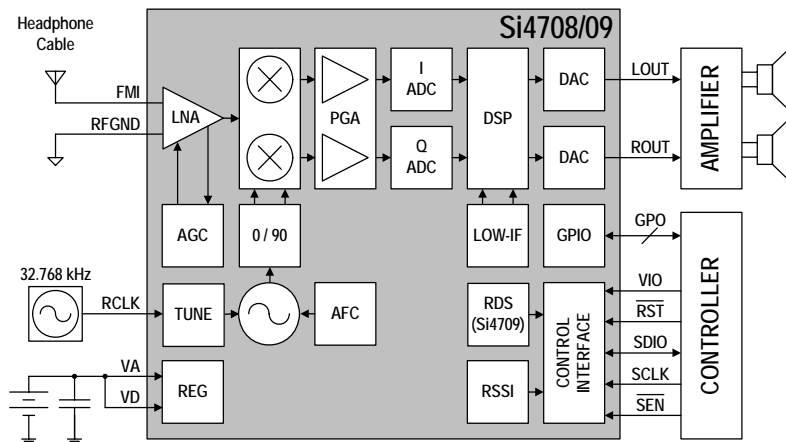 Headphone
Cable
Si4708/09
FMI
RFGND
LNA
PGA
I
ADC
Q
ADC
DSP
DAC
DAC
LOUT
ROUT
AMPLIFIER
AGC
0 / 90
LOW-IF
GPIO
GPO
32.768 kHz
RCLK
TUNE
AFC
RDS
(Si4709)
RSSI
CONTROL
INTERFACE
VIO
RST
SDIO
SCLK
SEN
CONTROLLER
VA
VD
REG